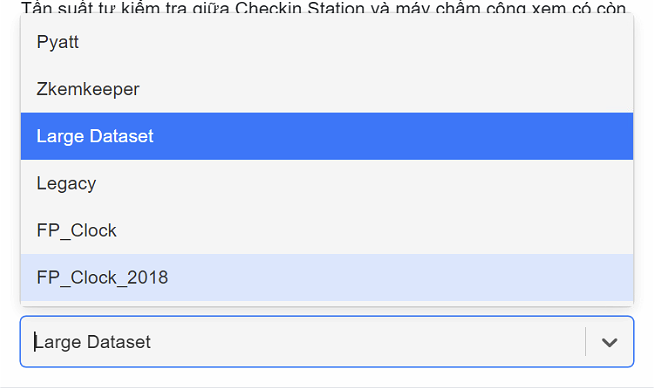 Tần suất tự kiểm tra giữa Checkin Station và máy chấm công xem có còn
Pyatt
Zkemkeeper
Large Dataset
Legacy
FP_Clock
FP_Clock_2018
Large Dataset